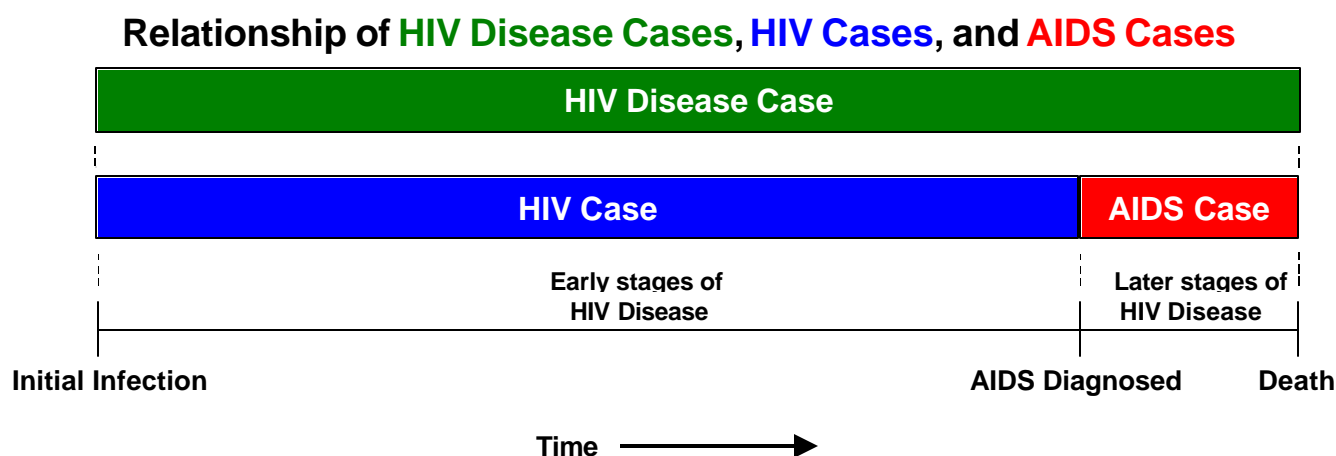 Relationship of HIV Disease Cases, HIV Cases, and AIDS Cases
HIV Disease Case
HIV Case
AIDS Case
Early stages of
HIV Disease
Later stages of
HIV Disease
Initial Infection
AIDS Diagnosed
Death
Time